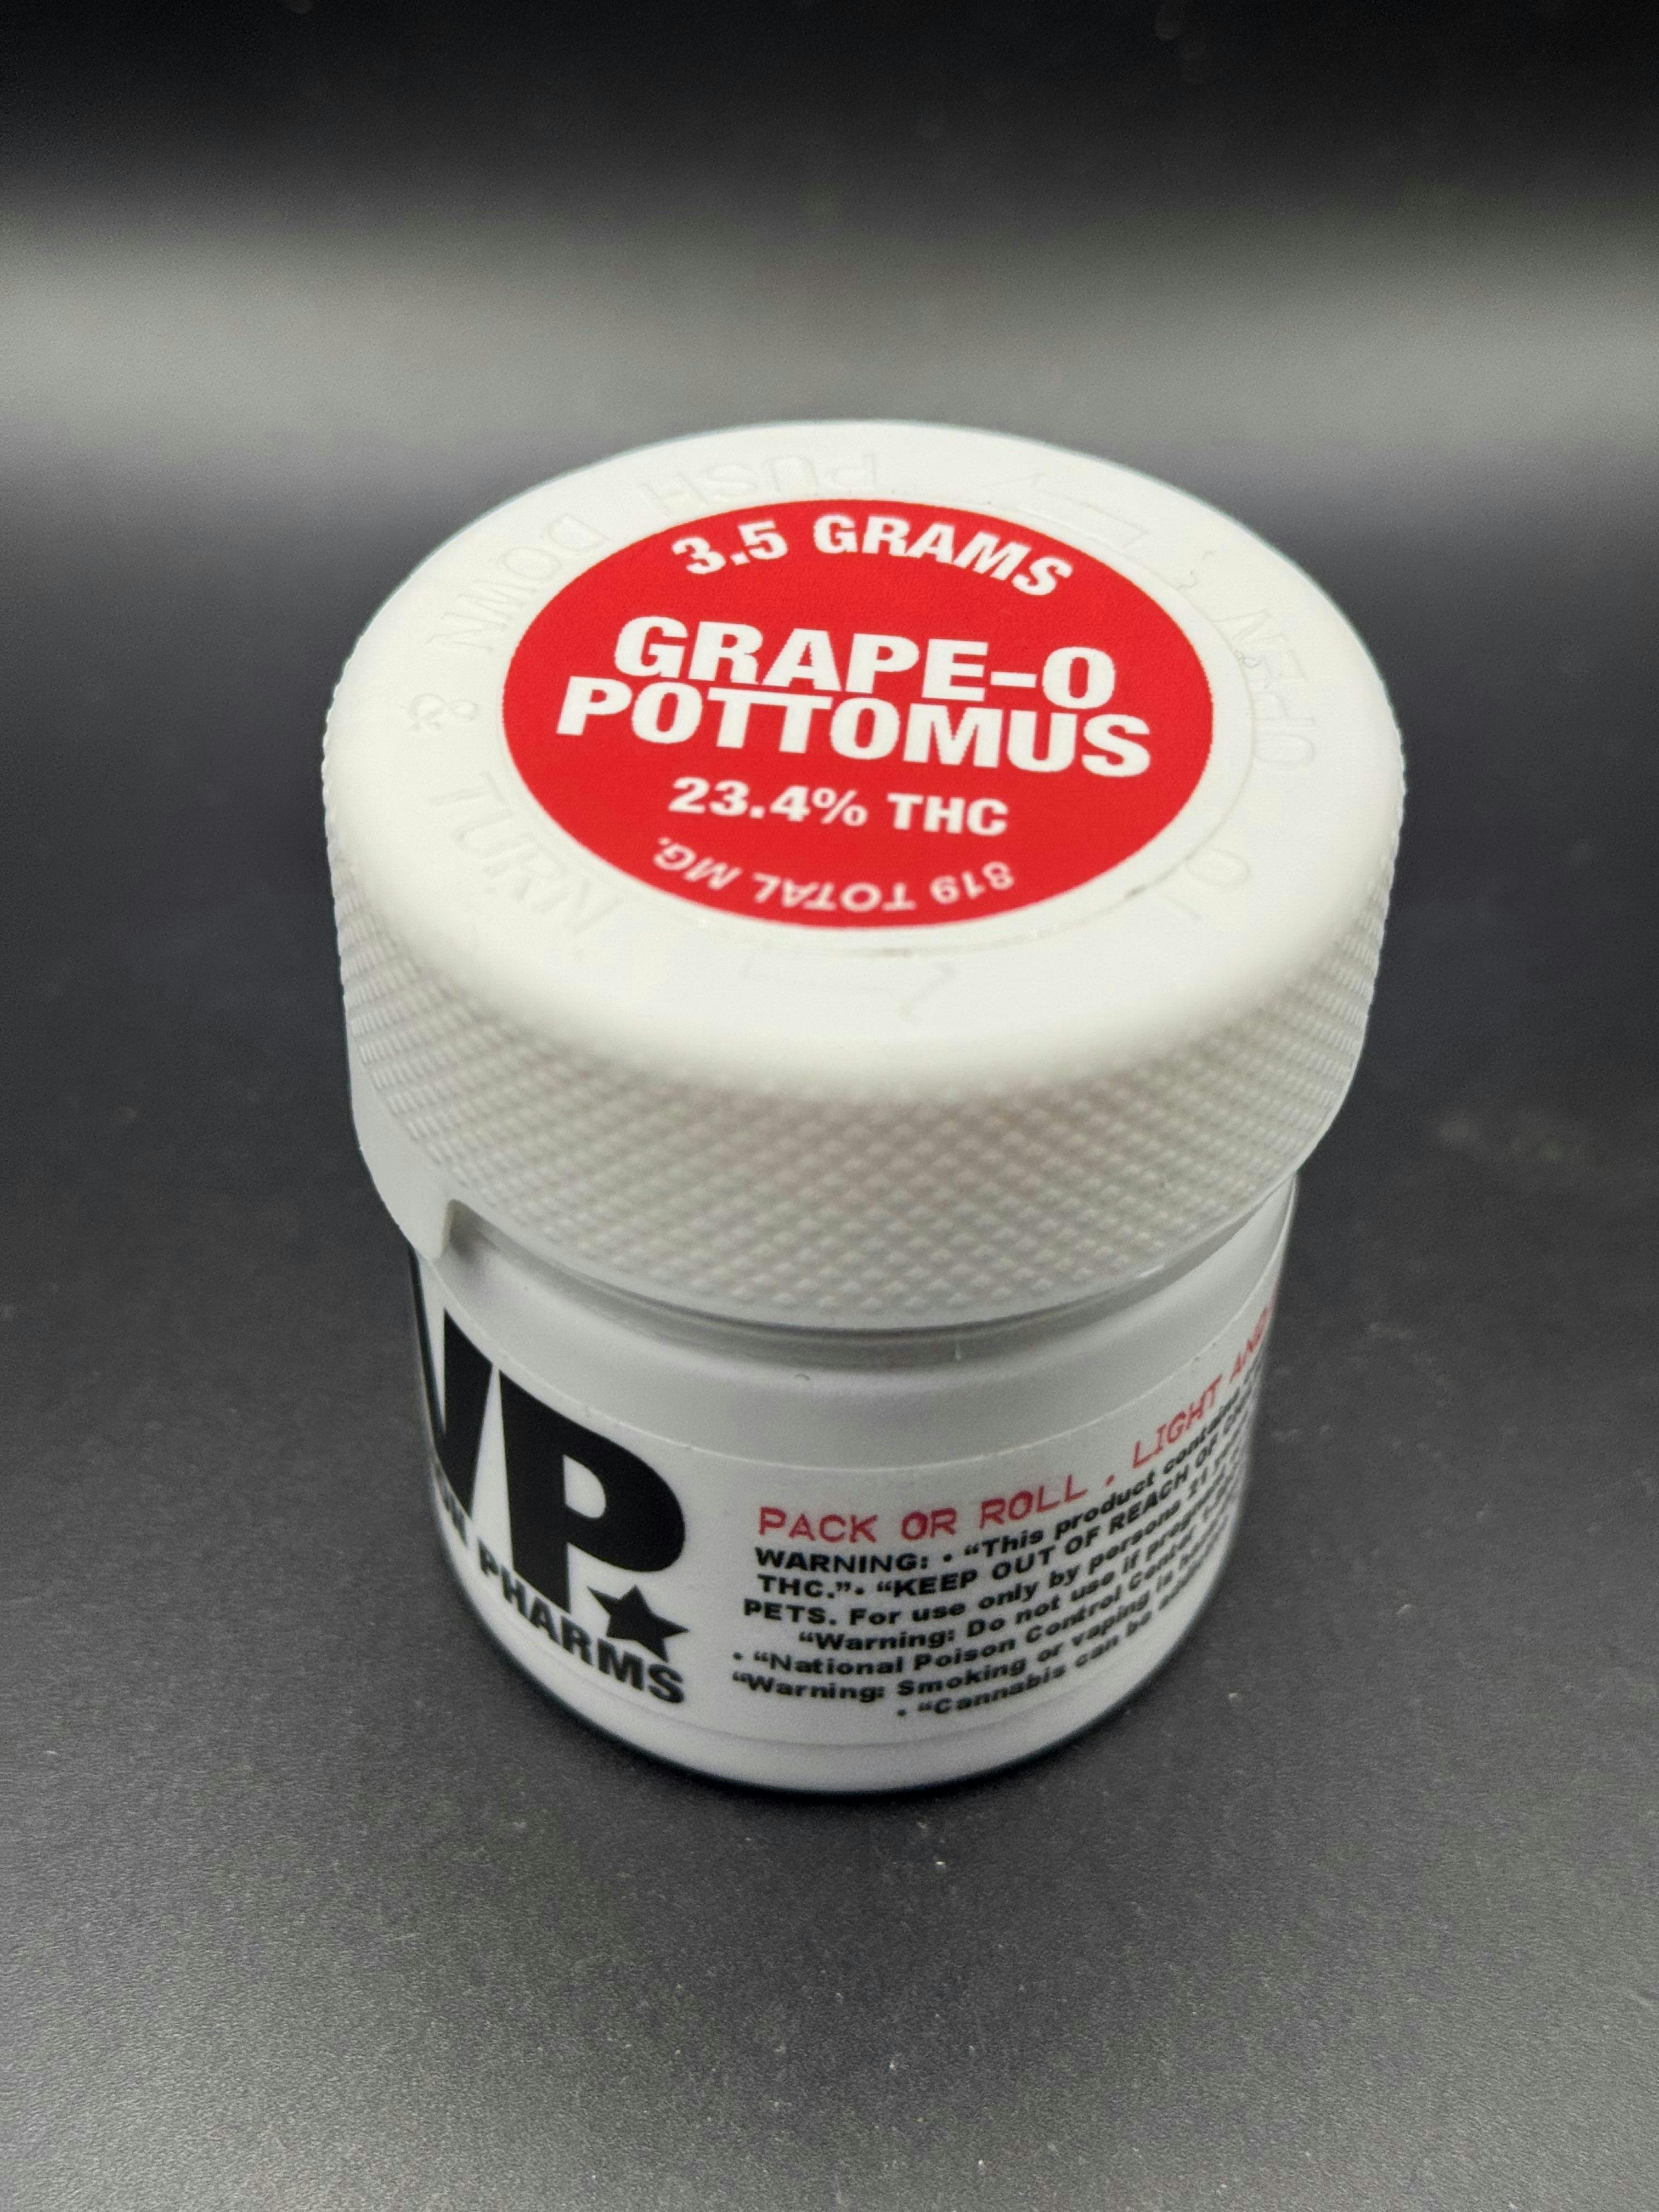 PUSH DOWN & TURN
TO OPEN
3.5 GRAMS
GRAPE-O
POTTOMUS
23.4% THC
819 TOTAL MG.
VP
PHARMS
PACK OR ROLL . LIGHT AND
WARNING: • “This product contains
THC.”• “KEEP OUT OF REACH OF
PETS. For use only by persons 21
“Warning: Do not use if
• “National Poison Control Center
“Warning: Smoking or vaping is
• “Cannabis can be